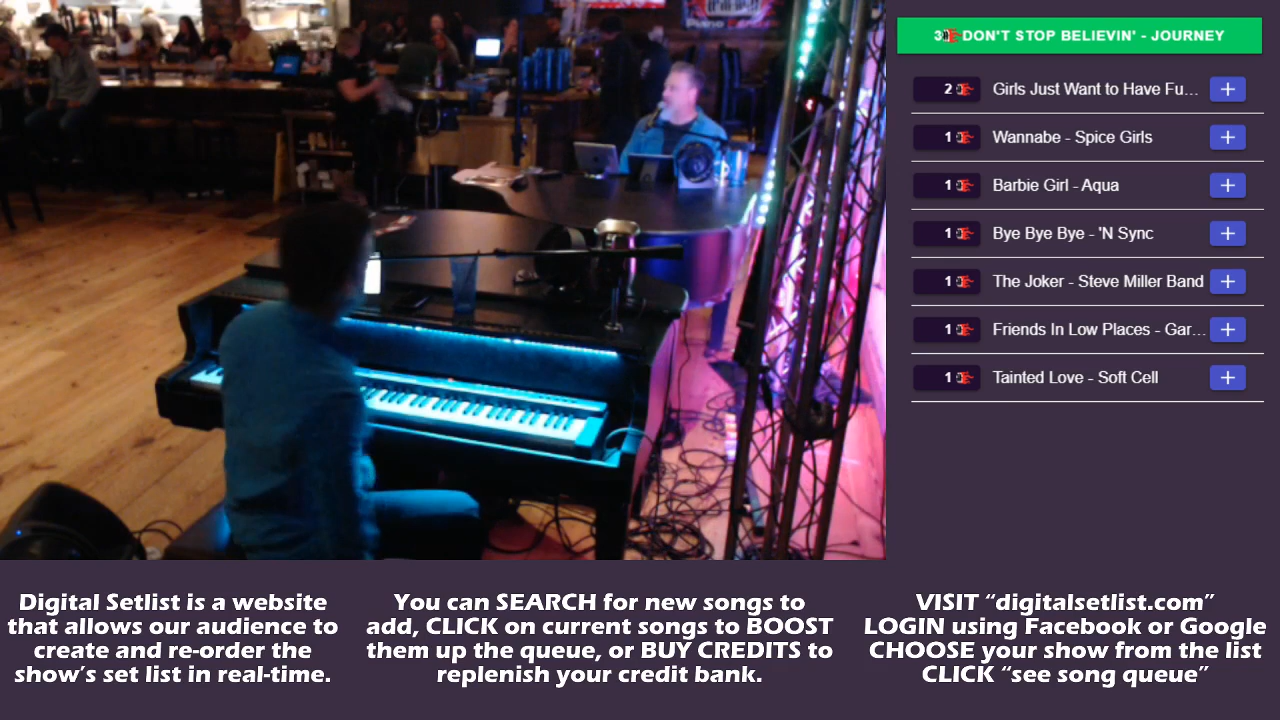 3 DON'T STOP BELIEVIN' - JOURNEY
2 Girls Just Want to Have Fu...
1 Wannabe - Spice Girls
1 Barbie Girl - Aqua
1 Bye Bye Bye - 'N Sync
1 The Joker - Steve Miller Band
1 Friends In Low Places - Gar...
1 Tainted Love - Soft Cell
Digital Setlist is a website
that allows our audience to
create and re-order the
show's set list in real-time.
You can SEARCH for new songs to
add, CLICK on current songs to BOOST
them up the queue, or BUY CREDITS to
replenish your credit bank.
VISIT “digitalsetlist.com”
LOGIN using Facebook or Google
CHOOSE your show from the list
CLICK “see song queue”